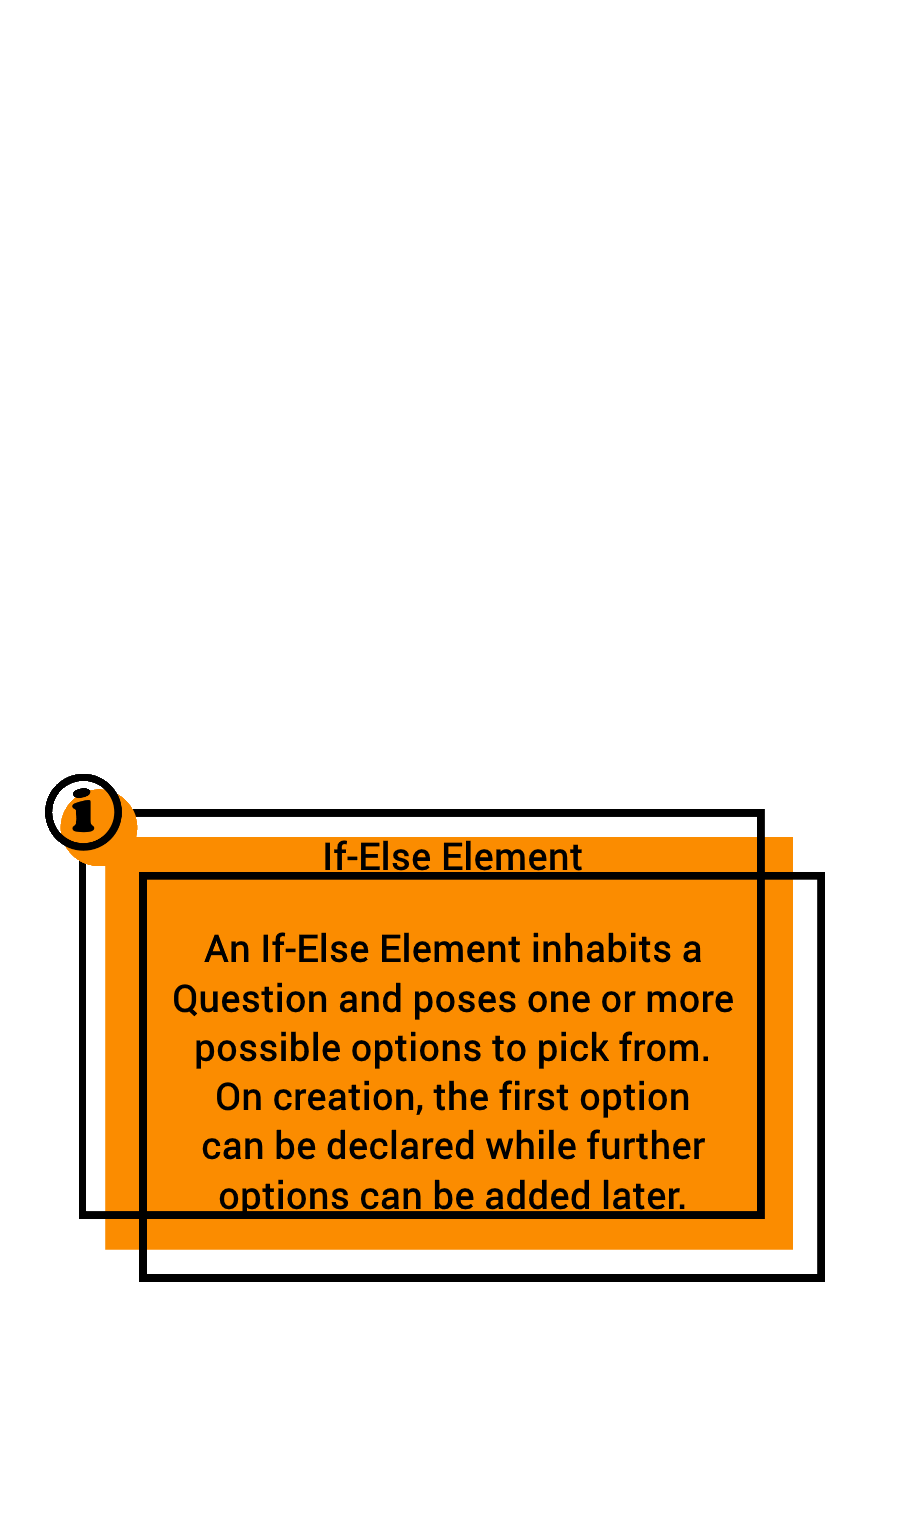 i
If-Else Element
An If-Else Element inhabits a
Question and poses one or more
possible options to pick from.
On creation, the first option
can be declared while further
options can be added later.